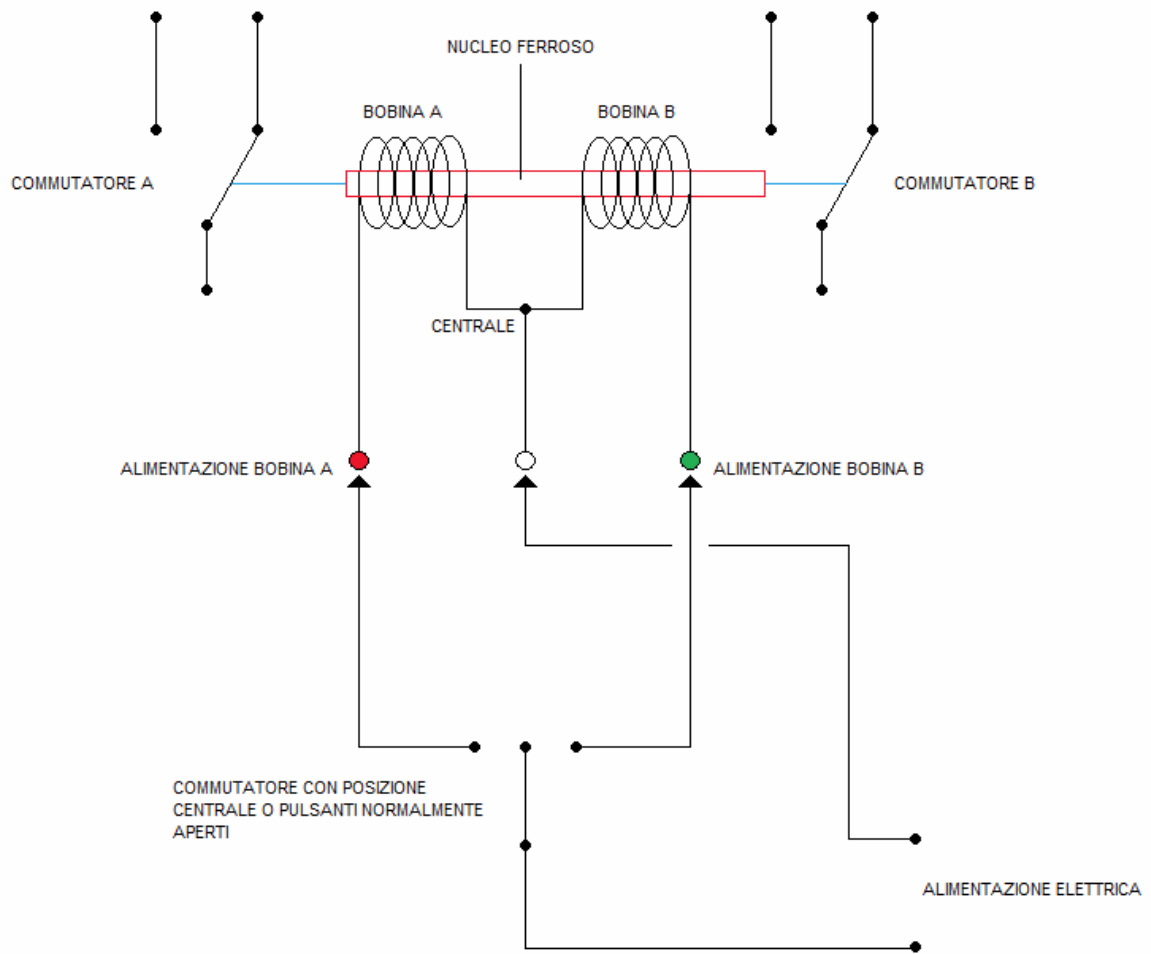 NUCLEO FERROSO
BOBINA A
BOBINA B
COMMUTATORE A
COMMUTATORE B
CENTRALE
ALIMENTAZIONE BOBINA A
ALIMENTAZIONE BOBINA B
COMMUTATORE CON POSIZIONE
CENTRALE O PULSANTI NORMALMENTE
APERTI
ALIMENTAZIONE ELETTRICA